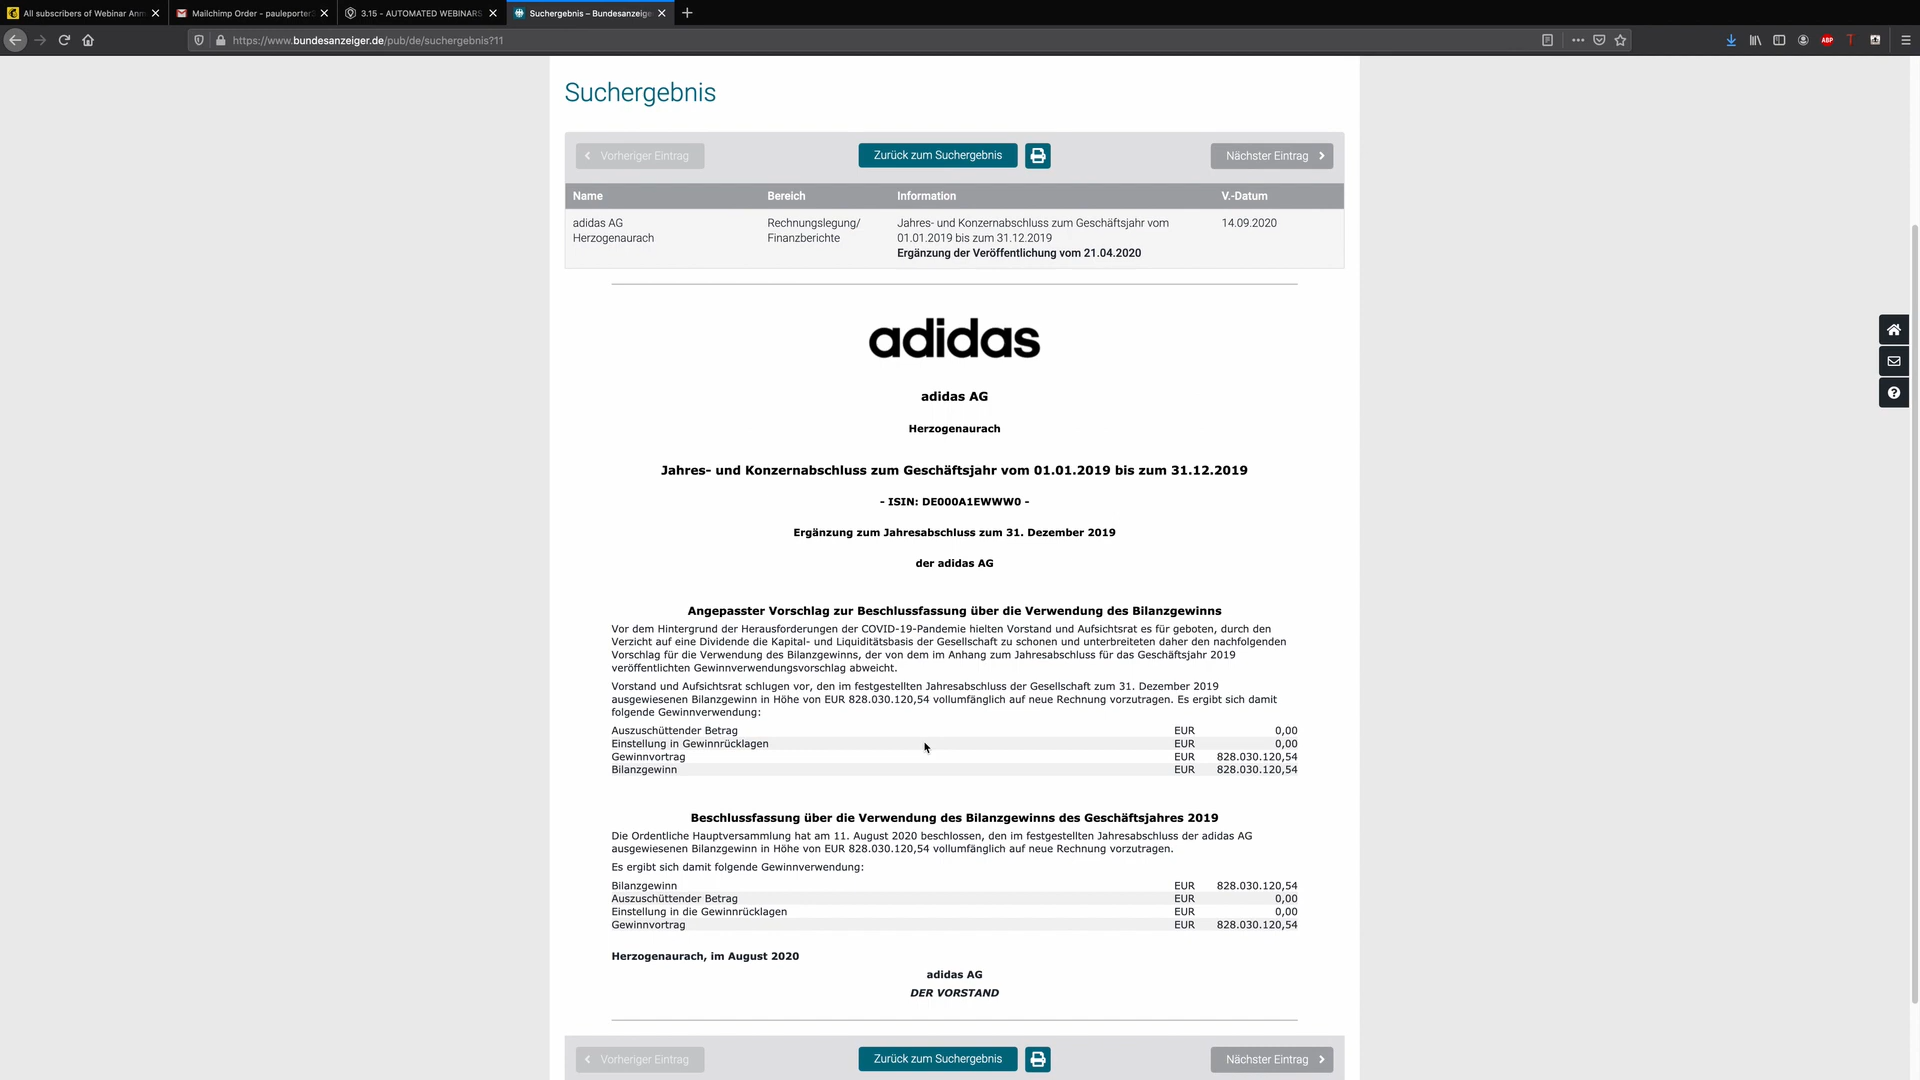 All subscribers of Webinar Ann
Mailchimp Order - pauleporter
3.15 - AUTOMATED WEBINARS
Suchergebnis – Bundesanzeiger
https://www.bundesanzeiger.de/pub/de/suchergebnis?11
ABP
Suchergebnis
Vorheriger Eintrag
Zurück zum Suchergebnis
Nächster Eintrag
Name Bereich Information V.-Datum
adidas AG Rechnungslegung/ Jahres- und Konzernabschluss zum Geschäftsjahr vom 14.09.2020
Herzogenaurach Finanzberichte 01.01.2019 bis zum 31.12.2019
Ergänzung der Veröffentlichung vom 21.04.2020
adidas
adidas AG
Herzogenaurach
Jahres- und Konzernabschluss zum Geschäftsjahr vom 01.01.2019 bis zum 31.12.2019
- ISIN: DE000A1EWWW0 -
Ergänzung zum Jahresabschluss zum 31. Dezember 2019
der adidas AG
Angepasster Vorschlag zur Beschlussfassung über die Verwendung des Bilanzgewinns
Vor dem Hintergrund der Herausforderungen der COVID-19-Pandemie hielten Vorstand und Aufsichtsrat es für geboten, durch den
Verzicht auf eine Dividende die Kapital- und Liquiditätsbasis der Gesellschaft zu schonen und unterbreiteten daher den nachfolgenden
Vorschlag für die Verwendung des Bilanzgewinns, der von dem im Anhang zum Jahresabschluss für das Geschäftsjahr 2019
veröffentlichten Gewinnverwendungsvorschlag abweicht.
Vorstand und Aufsichtsrat schlugen vor, den im festgestellten Jahresabschluss der Gesellschaft zum 31. Dezember 2019
ausgewiesenen Bilanzgewinn in Höhe von EUR 828.030.120,54 vollumfänglich auf neue Rechnung vorzutragen. Es ergibt sich damit
folgende Gewinnverwendung:
Auszuschüttender Betrag EUR 0,00
Einstellung in Gewinnrücklagen EUR 0,00
Gewinnvortrag EUR 828.030.120,54
Bilanzgewinn EUR 828.030.120,54
Beschlussfassung über die Verwendung des Bilanzgewinns des Geschäftsjahres 2019
Die Ordentliche Hauptversammlung hat am 11. August 2020 beschlossen, den im festgestellten Jahresabschluss der adidas AG
ausgewiesenen Bilanzgewinn in Höhe von EUR 828.030.120,54 vollumfänglich auf neue Rechnung vorzutragen.
Es ergibt sich damit folgende Gewinnverwendung:
Bilanzgewinn EUR 828.030.120,54
Auszuschüttender Betrag EUR 0,00
Einstellung in die Gewinnrücklagen EUR 0,00
Gewinnvortrag EUR 828.030.120,54
Herzogenaurach, im August 2020
adidas AG
DER VORSTAND
Vorheriger Eintrag
Zurück zum Suchergebnis
Nächster Eintrag